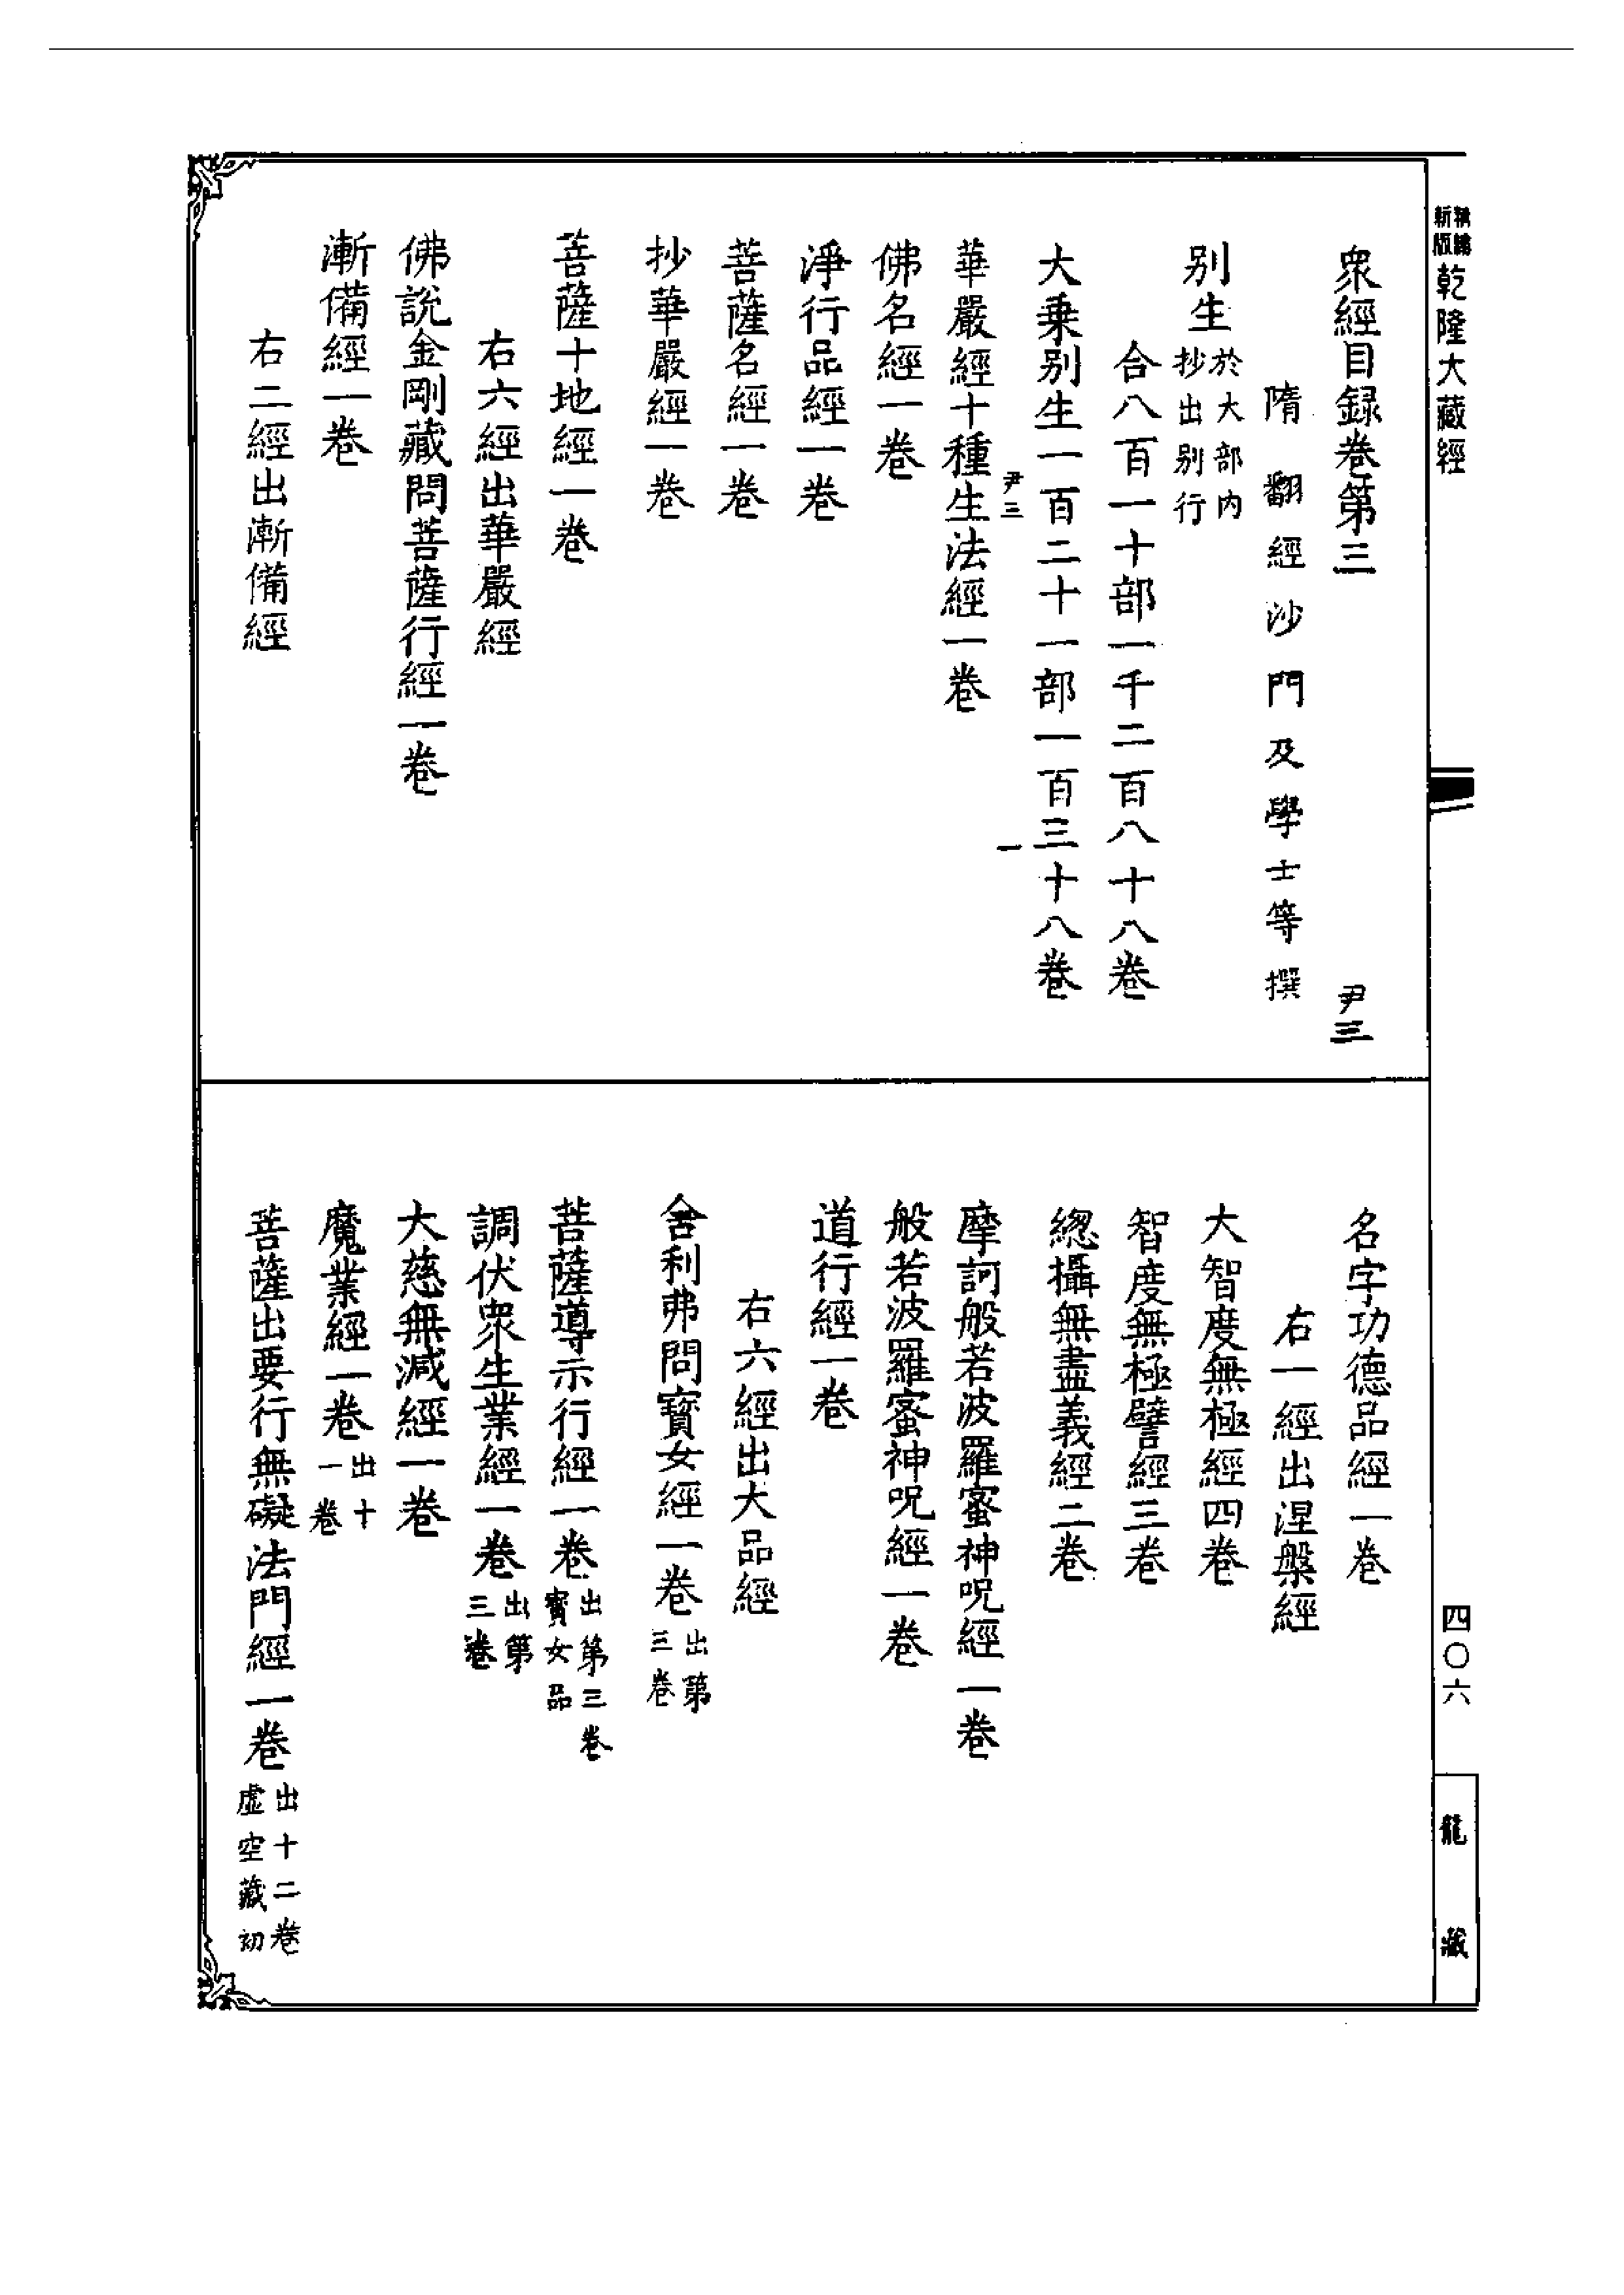 新版
乾隆大藏經
眾經目録卷第三 尹三
隋翻經沙門及學士等撰
别生 於大部内抄出别行
合八百一十部一千二百八十八卷
大乗别生一百二十一部一百三十八卷
尹三 一
華嚴經十種生法經一卷
佛名經一卷
淨行品經一卷
菩薩名經一卷
抄華嚴經一卷
菩薩十地經一卷
右六經出華嚴經
佛說金剛藏問菩薩行經一卷
漸備經一卷
右二經出漸備經
名字功德品經一卷
右一經出涅槃經
大智度無極經四卷
智度無極譬經三卷
總攝無盡義經二卷
摩訶般若波羅蜜神呪經一卷
般若波羅蜜神呪經一卷
道行經一卷
右六經出大品經
舍利弗問寳女經一卷 出第三卷
菩薩導示行經一卷 出第三卷寳女品
調伏眾生業經一卷 出第三卷
大慈無減經一卷
魔業經一卷 出十一卷
菩薩出要行無礙法門經一卷 出十二卷虛空藏初
四〇六
龍藏